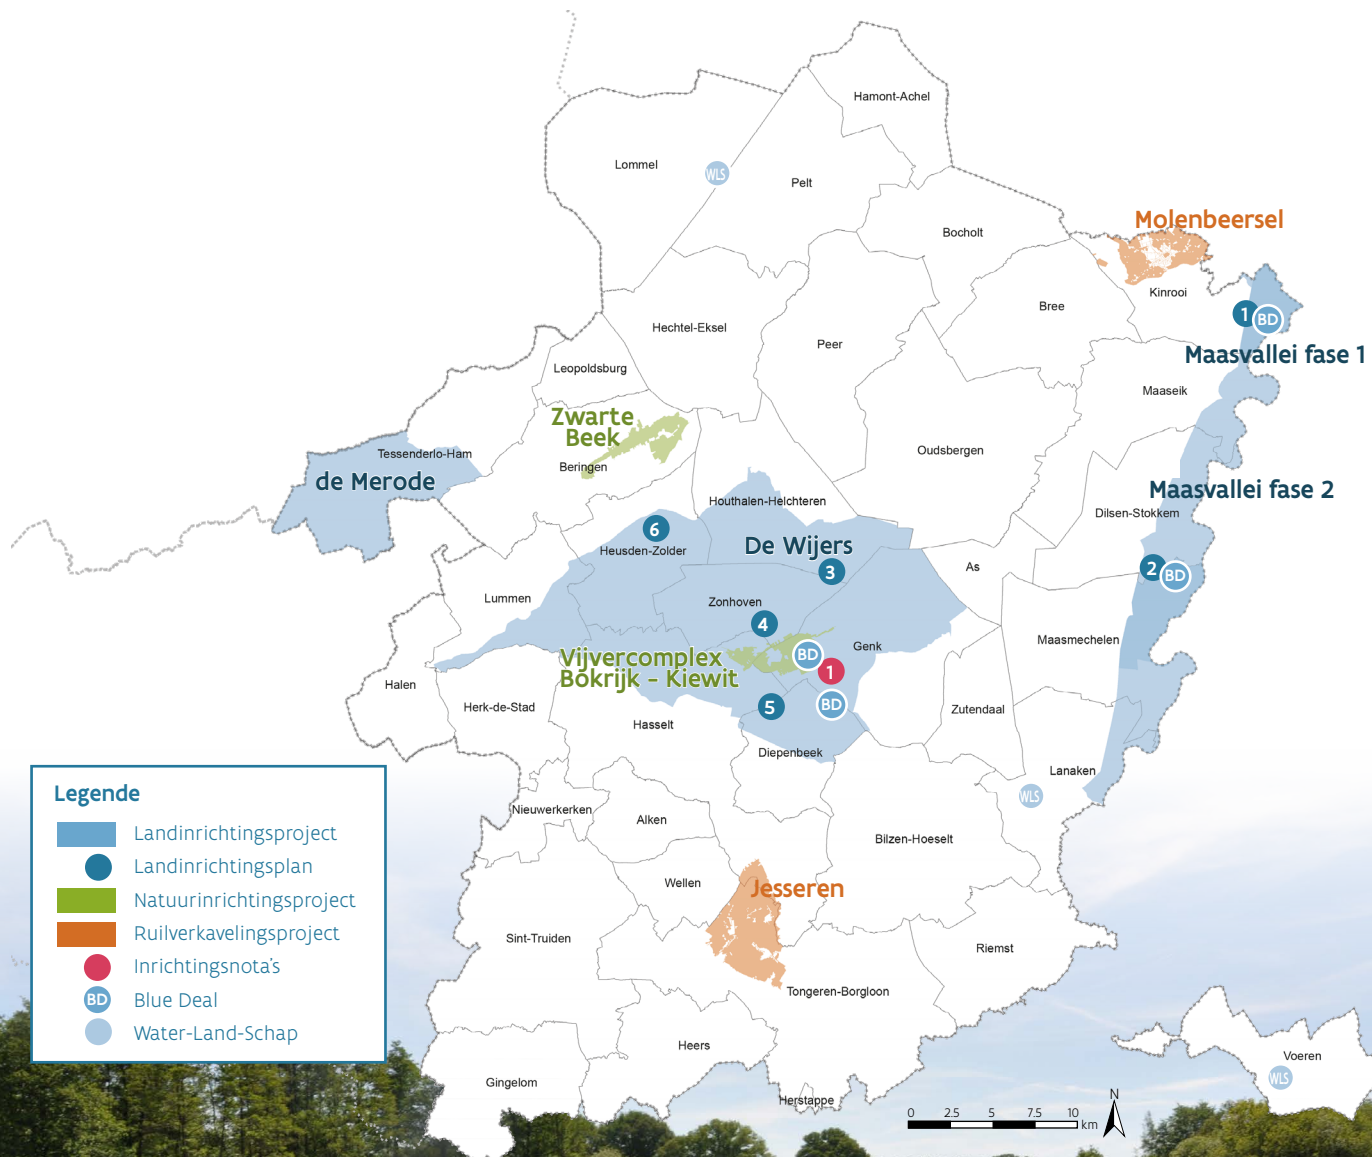 Hamont-Achel
Lommel
WLS
Pelt
Molenbeersel
Bocholt
Kinrooi
Bree
1
BD
Hechtel-Eksel
Peer
Maasvallei fase 1
Leopoldsburg
Maaseik
Zwarte
Beek
Oudsbergen
Tessenderlo-Ham
Beringen
de Merode
Maasvallei fase 2
Houthalen-Helchteren
Dilsen-Stokkem
6
De Wijers
Heusden-Zolder
3
As
2
BD
Lummen
Zonhoven
4
Maasmechelen
Genk
BD
Vijvercomplex
Bokrijk - Kiewit
1
Halen
Herk-de-Stad
5
BD
Zutendaal
Hasselt
Diepenbeek
Lanaken
WLS
Nieuwerkerken
Alken
Bilzen-Hoeselt
Wellen
Jesseren
Sint-Truiden
Riemst
Tongeren-Borgloon
Heers
Voeren
WLS
Gingelom
Herstappe
Legende
Landinrichtingsproject
Landinrichtingsplan
Natuurinrichtingsproject
Ruilverkavelingsproject
Inrichtingsnota's
BD Blue Deal
Water-Land-Schap
N
0 2.5 5 7.5 10
km